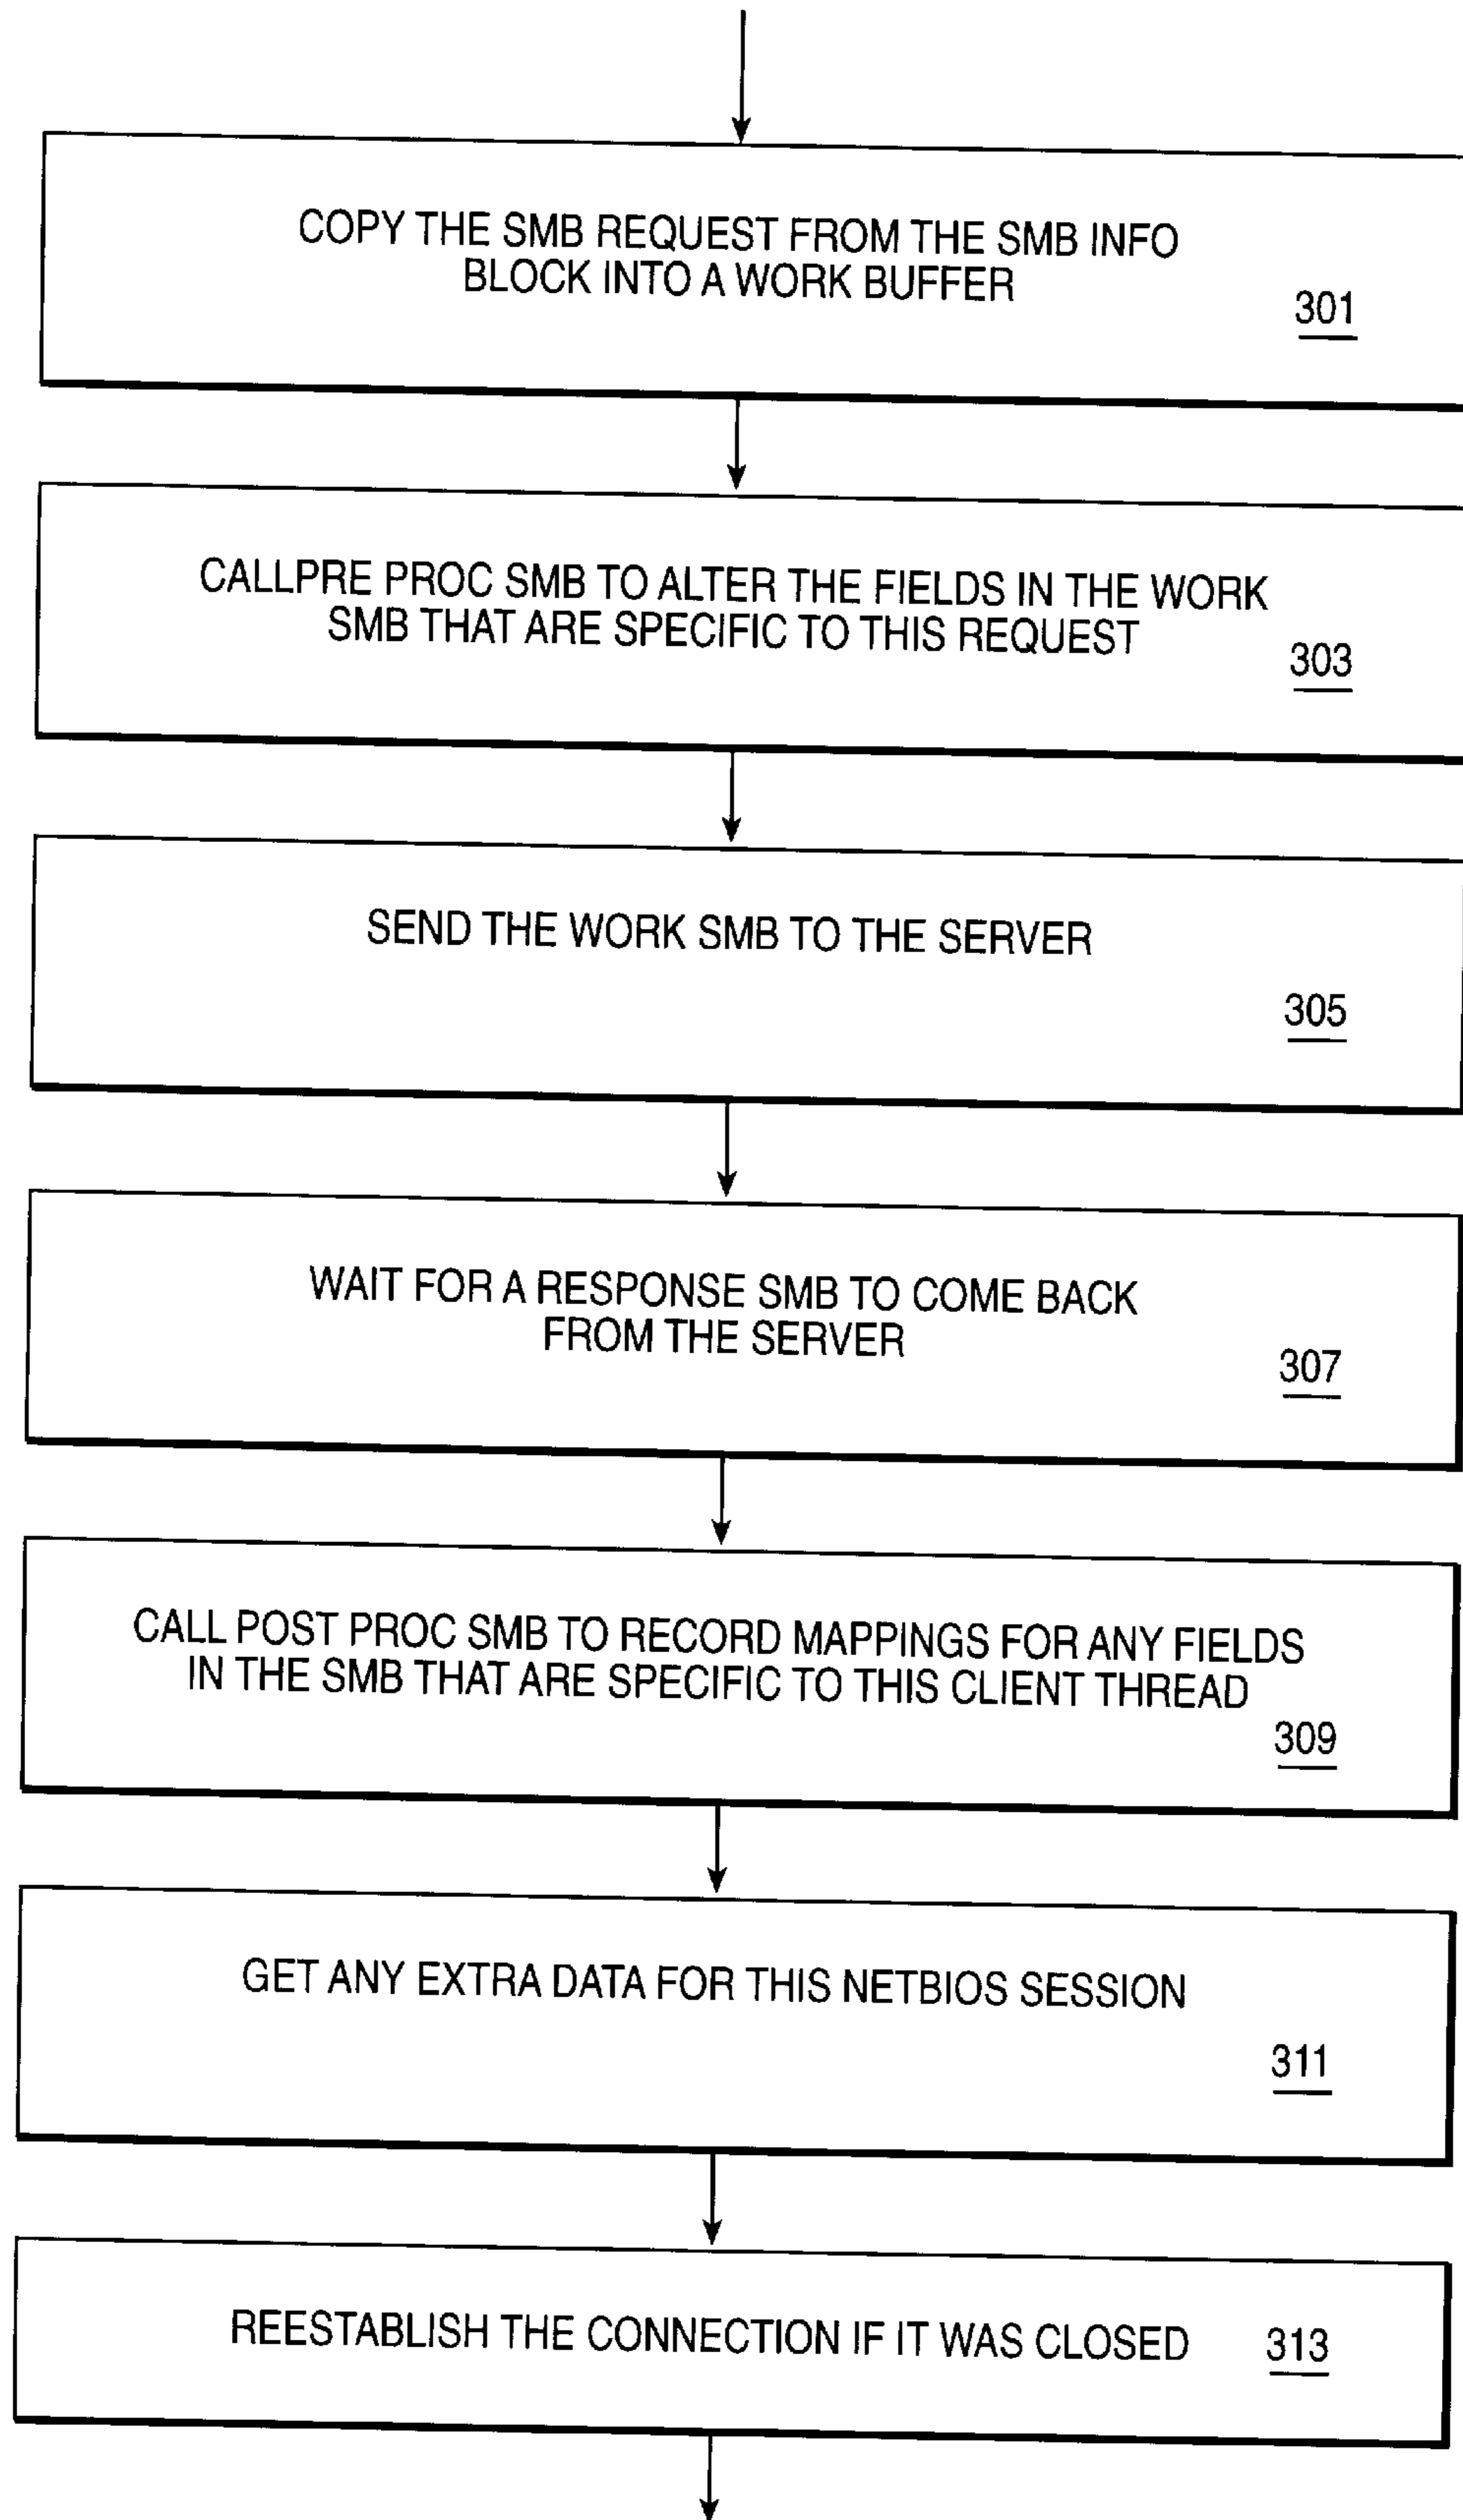 COPY THE SMB REQUEST FROM THE SMB INFO
BLOCK INTO A WORK BUFFER
301
CALLPRE PROC SMB TO ALTER THE FIELDS IN THE WORK
SMB THAT ARE SPECIFIC TO THIS REQUEST
303
SEND THE WORK SMB TO THE SERVER
305
WAIT FOR A RESPONSE SMB TO COME BACK
FROM THE SERVER
307
CALL POST PROC SMB TO RECORD MAPPINGS FOR ANY FIELDS
IN THE SMB THAT ARE SPECIFIC TO THIS CLIENT THREAD
309
GET ANY EXTRA DATA FOR THIS NETBIOS SESSION
311
REESTABLISH THE CONNECTION IF IT WAS CLOSED 313